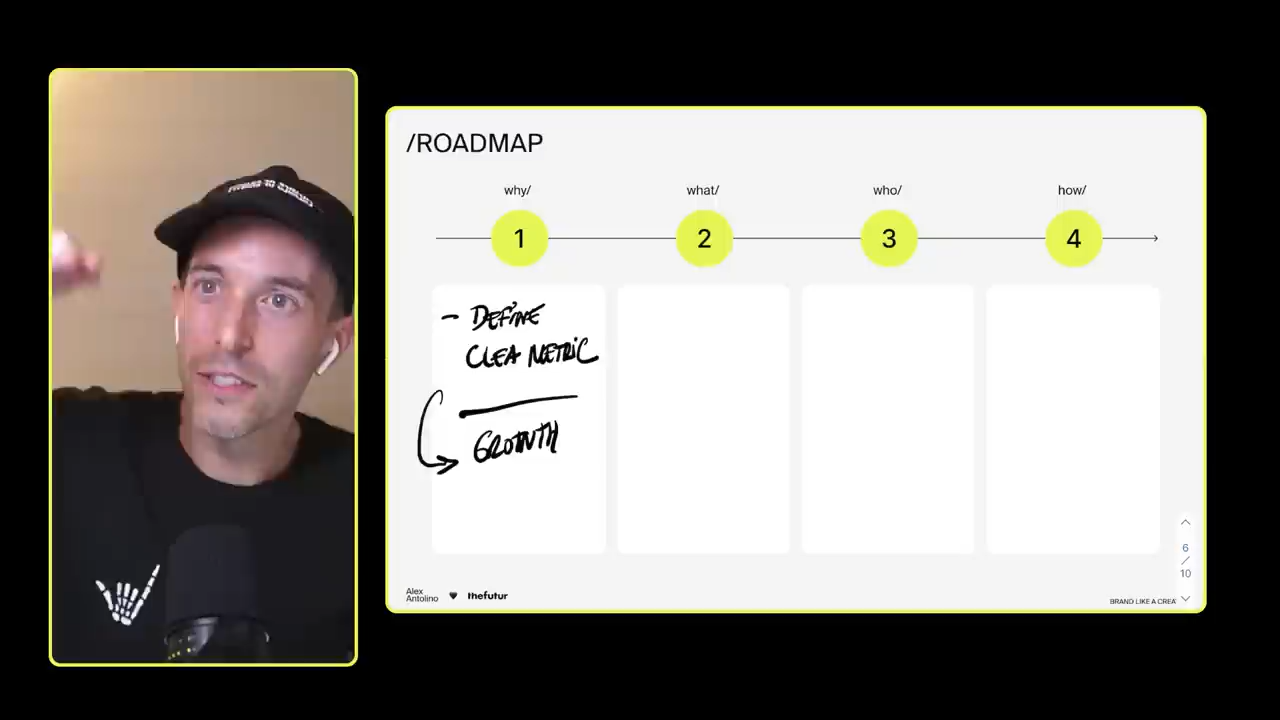 /ROADMAP
why/
what/
who/
how/
1
2
3
4
- DEFINE
CLEA METRIC
GROWTH
6
/
10
Alex
Antolino
thefutur
BRAND LIKE A CREA